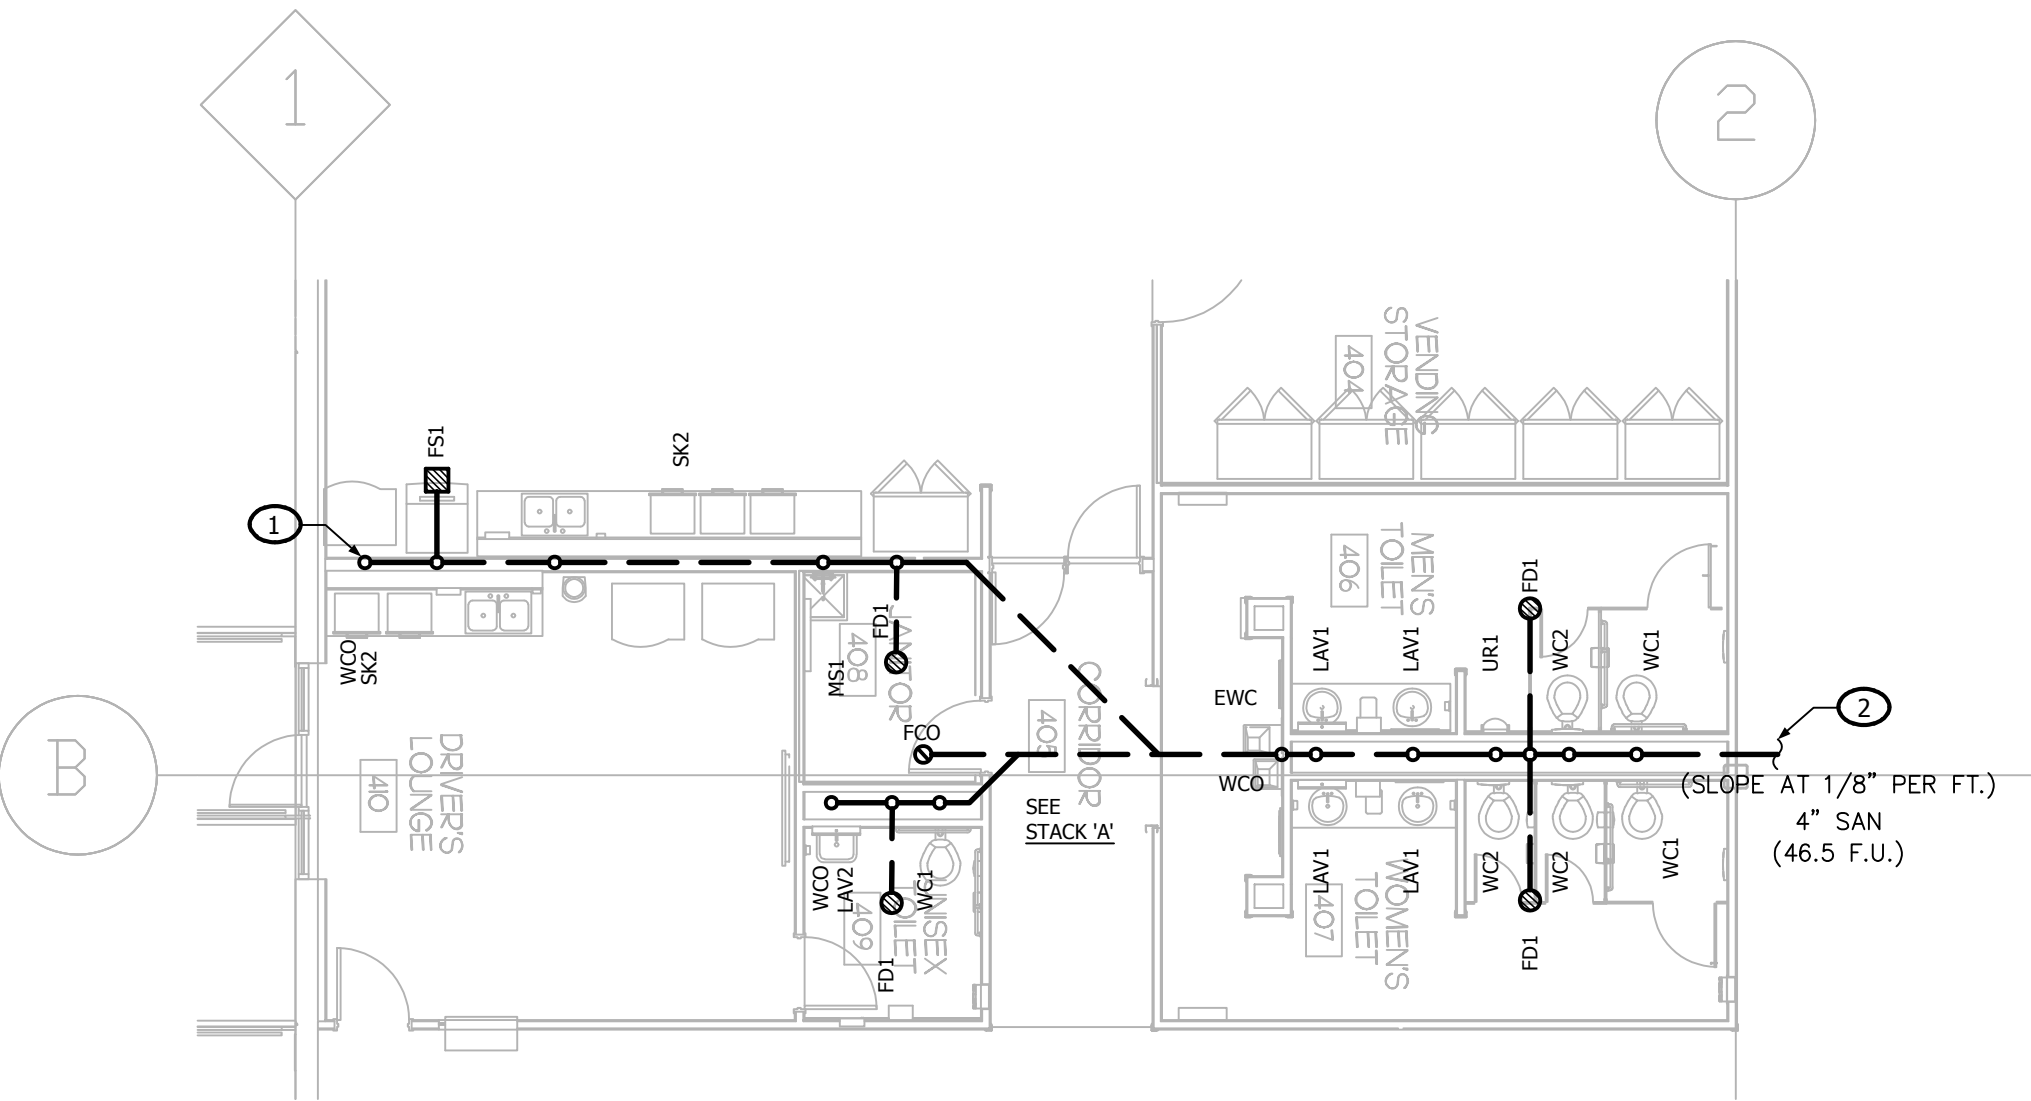 1
2
FS1
SK2
1
VENDING
STORAGE
404
MEN'S
TOILET
406
FD1
FD1
JANITOR
408
MS1
WCO
SK2
LAV1
LAV1
UR1
WC2
WC1
EWC
2
B
DRIVER'S
LOUNGE
410
FCO
CORRIDOR
405
WCO
(SLOPE AT 1/8” PER FT.)
4” SAN
(46.5 F.U.)
SEE
STACK 'A'
WCO
LAV2
WC1
UNISEX
TOILET
409
FD1
LAV1
LAV1
WC2
WC2
WC1
WOMEN'S
TOILET
407
FD1